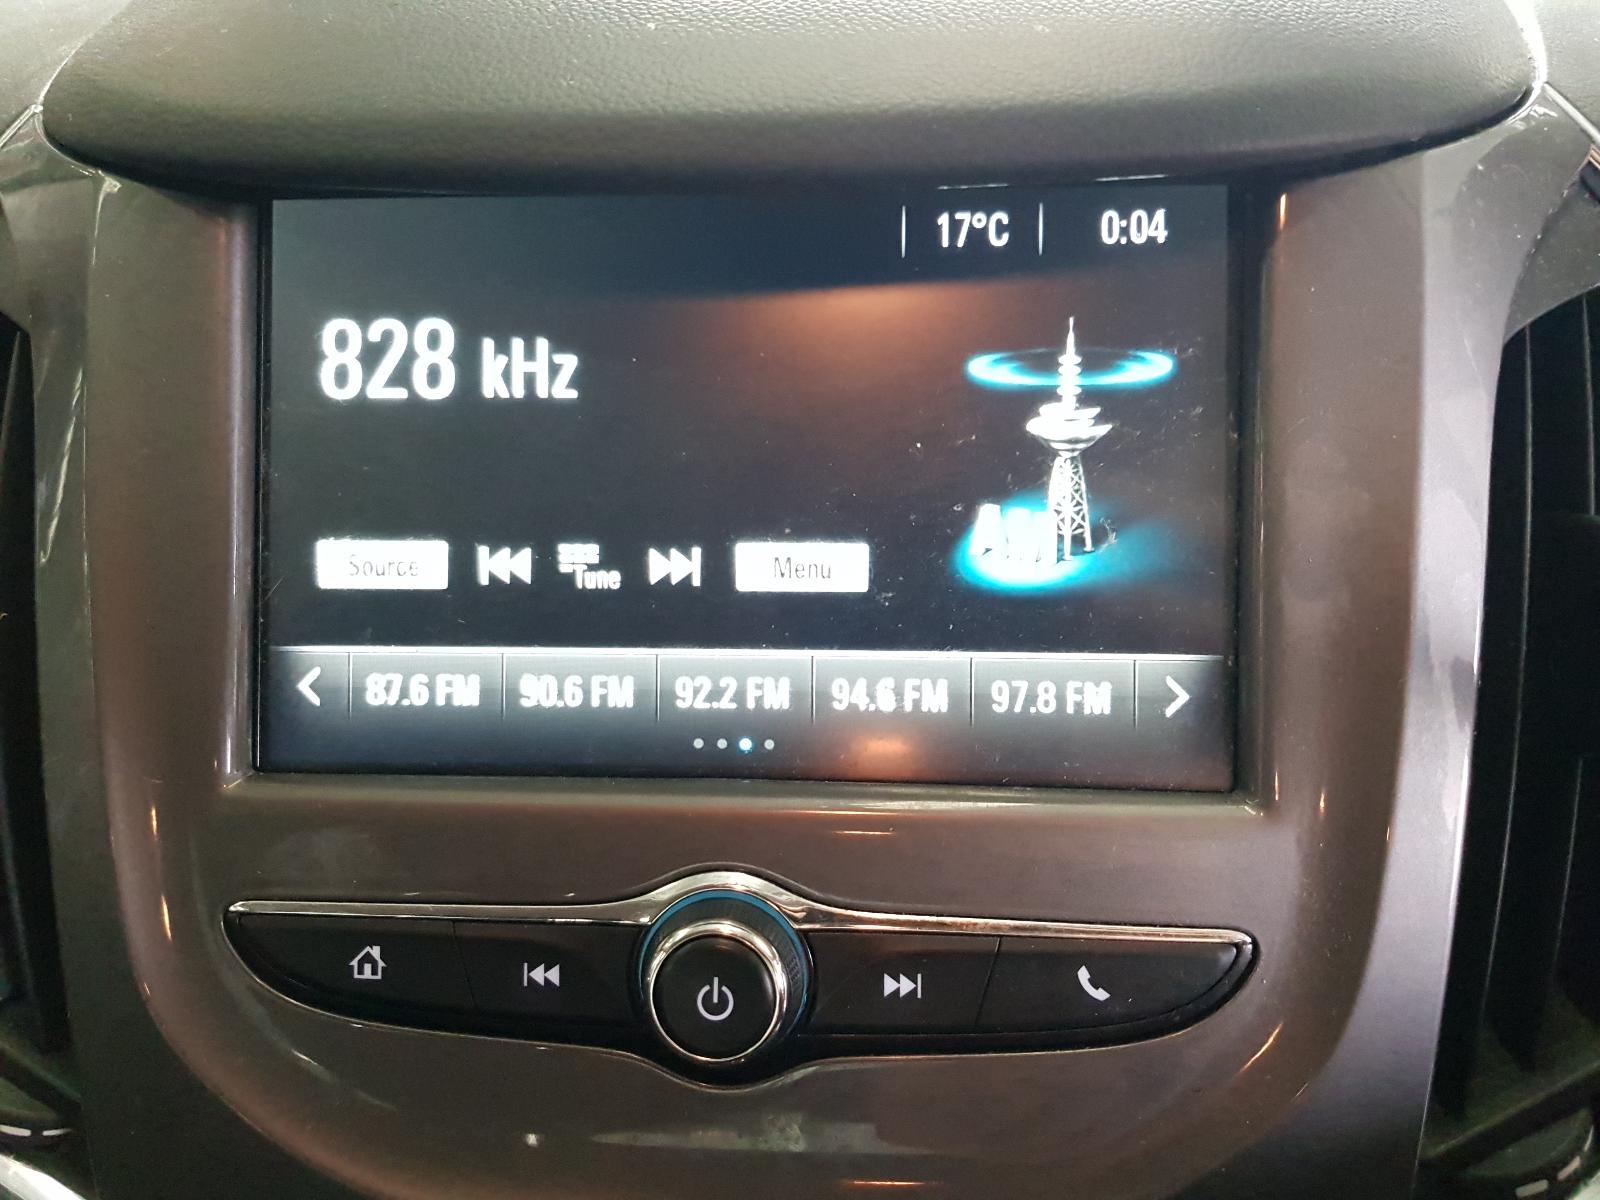 17°C 0:04
828 kHz
AM
Source Tune Menu
87.6 FM 90.6 FM 92.2 FM 94.6 FM 97.8 FM